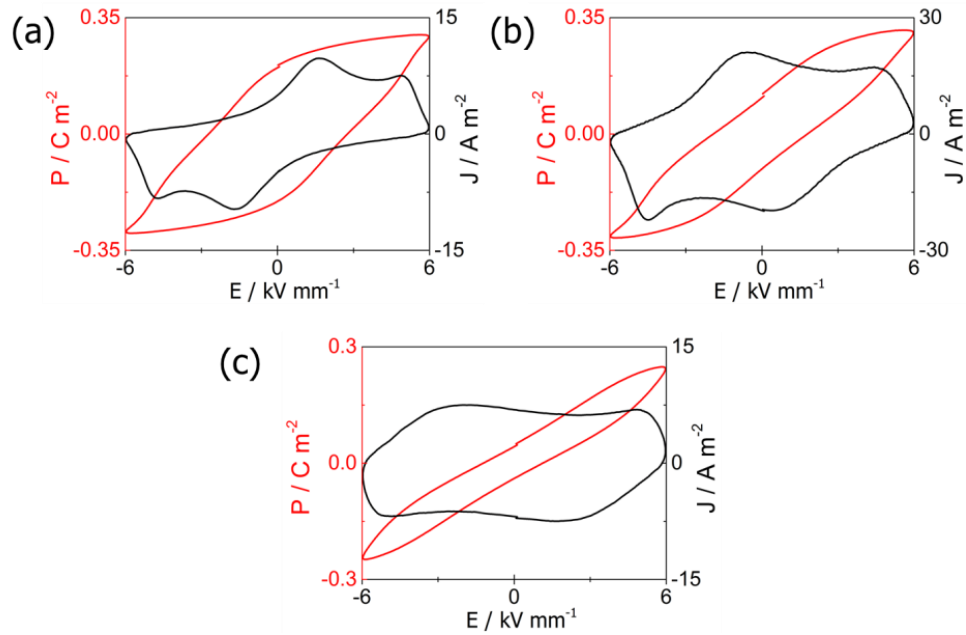 (a)
0.35
15
P / C m⁻²
0.00
0
J / A m⁻²
-0.35
-15
-6
0
6
E / kV mm⁻¹
(b)
0.35
30
P / C m⁻²
0.00
0
J / A m⁻²
-0.35
-30
-6
0
6
E / kV mm⁻¹
(c)
0.3
15
P / C m⁻²
0.0
0
J / A m⁻²
-0.3
-15
-6
0
6
E / kV mm⁻¹